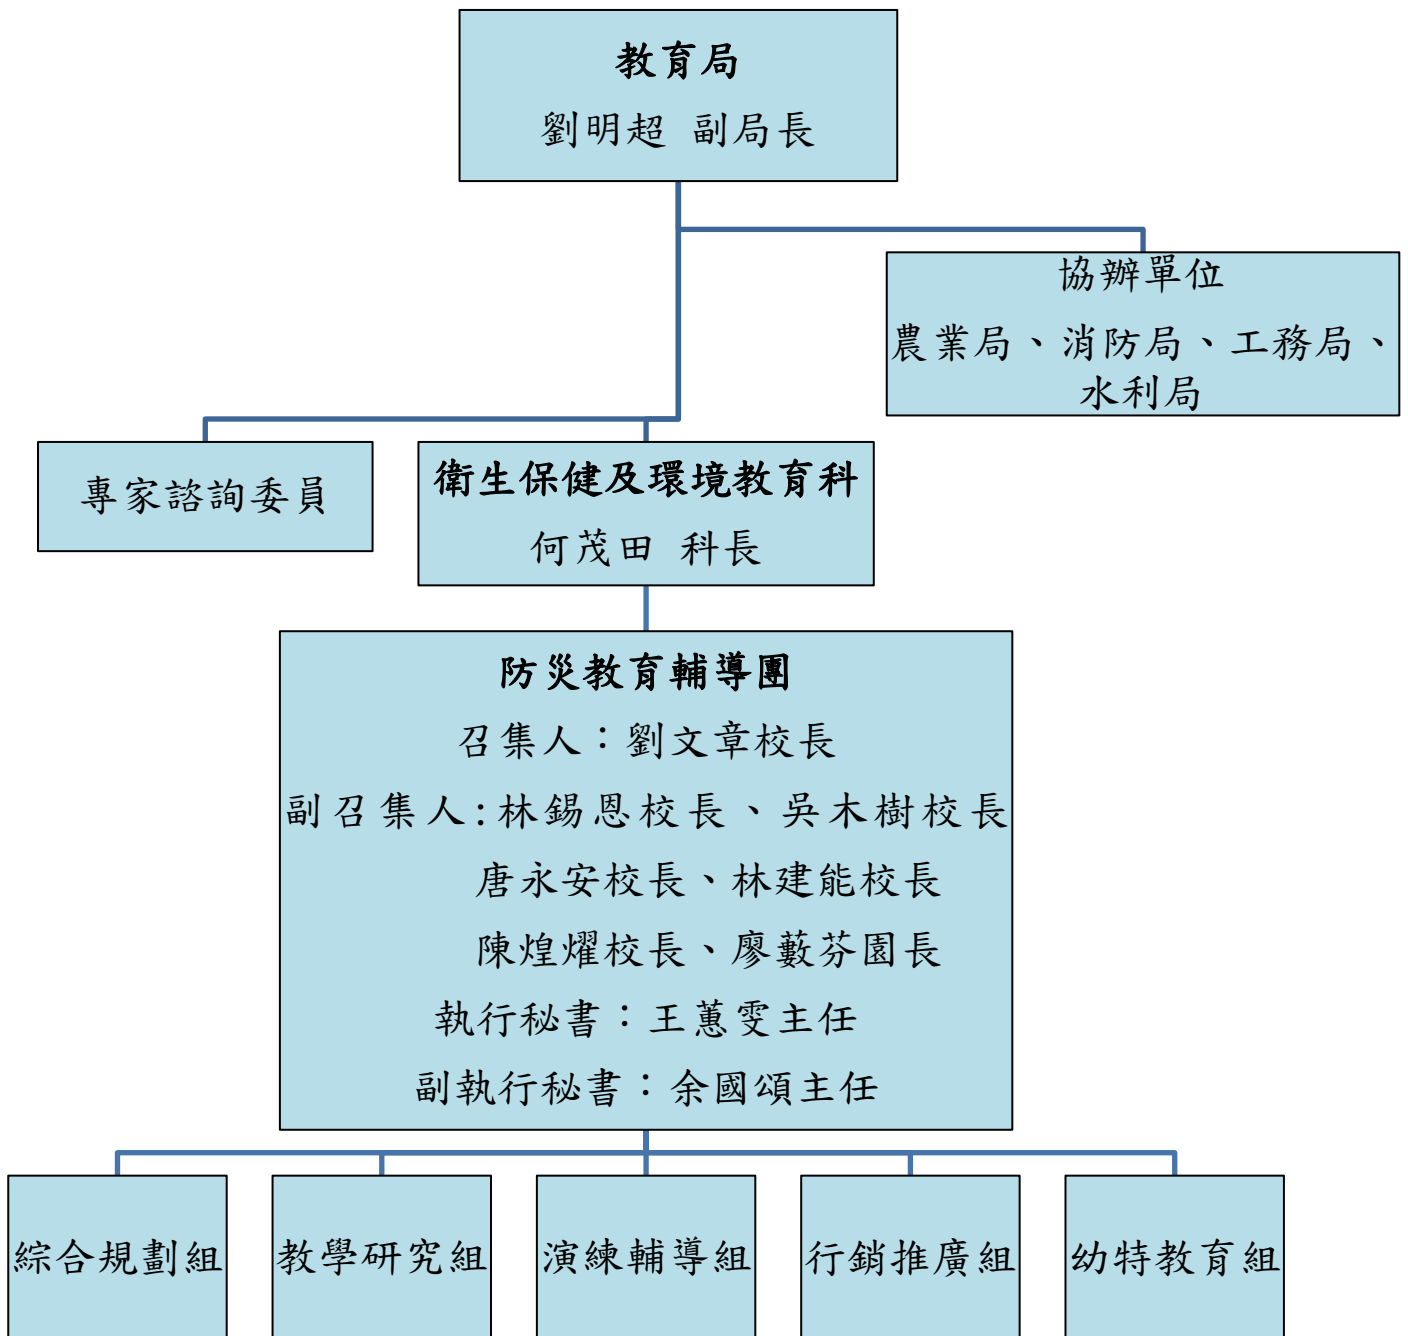 教育局
劉明超 副局長
協辦單位
農業局、消防局、工務局、
水利局
專家諮詢委員
衛生保健及環境教育科
何茂田 科長
防災教育輔導團
召集人：劉文章校長
副召集人:林錫恩校長、吳木樹校長
唐永安校長、林建能校長
陳煌燿校長、廖藪芬園長
執行秘書：王蕙雯主任
副執行秘書：余國頌主任
綜合規劃組
教學研究組
演練輔導組
行銷推廣組
幼特教育組